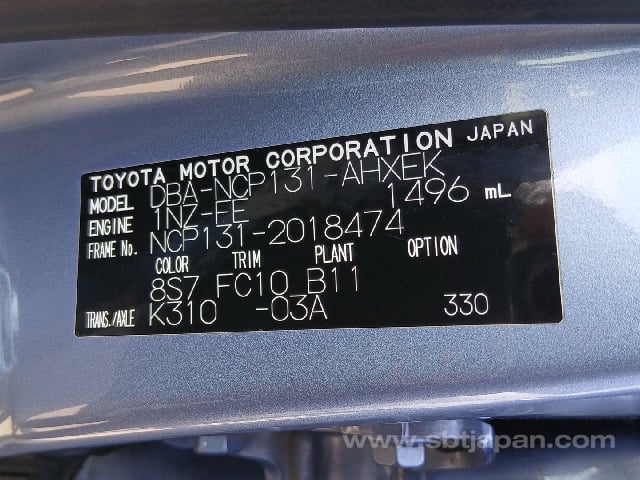 TOYOTA MOTOR CORPORATION JAPAN
MODEL DBA-NCP131-AHXEK
ENGINE 1NZ-FE 1496 mL
FRAME No. NCP131-2018474
COLOR TRIM PLANT OPTION
8S7 FC10 B11
TRANS./AXLE K310 -03A 330
www.sbtjapan.com